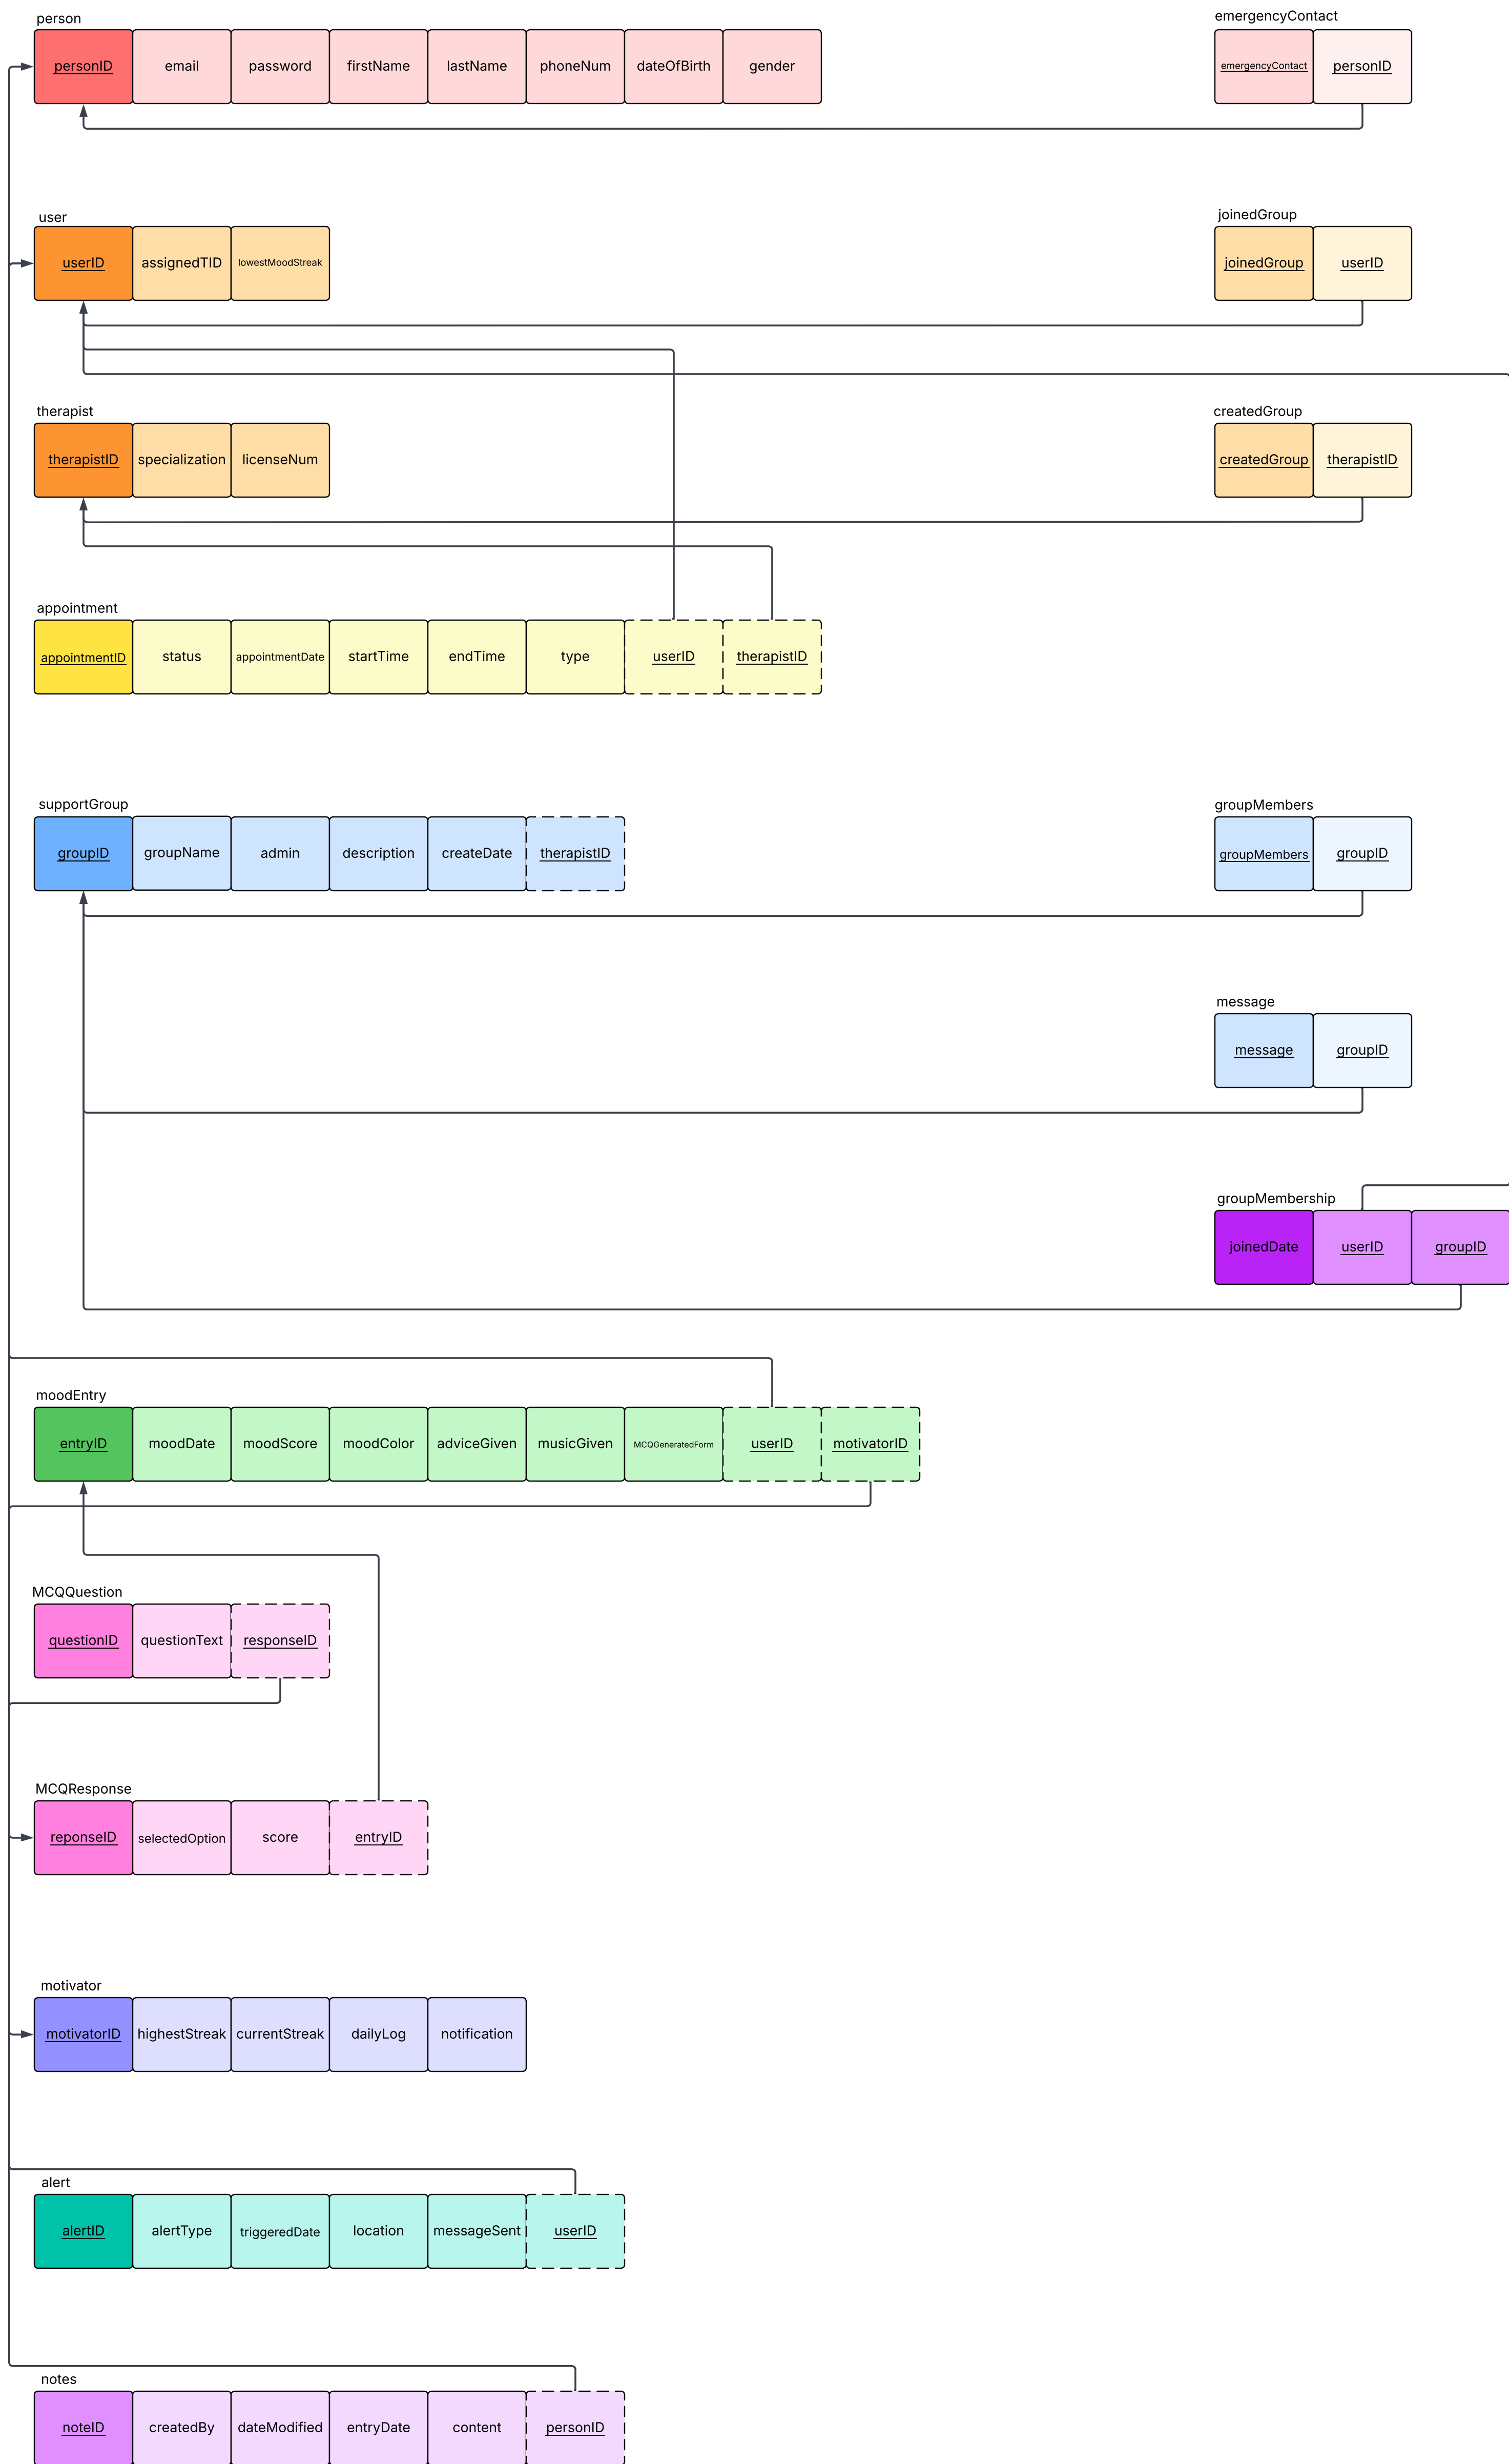 person
emergencyContact
personID email password firstName lastName phoneNum dateOfBirth gender
emergencyContact personID
user
joinedGroup
userID assignedTID lowestMoodStreak
joinedGroup userID
therapist
createdGroup
therapistID specialization licenseNum
createdGroup therapistID
appointment
appointmentID status appointmentDate startTime endTime type userID therapistID
supportGroup
groupMembers
groupID groupName admin description createDate therapistID
groupMembers groupID
message
message groupID
groupMembership
joinedDate userID groupID
moodEntry
entryID moodDate moodScore moodColor adviceGiven musicGiven MCQGeneratedForm userID motivatorID
MCQQuestion
questionID questionText responseID
MCQResponse
reponseID selectedOption score entryID
motivator
motivatorID highestStreak currentStreak dailyLog notification
alert
alertID alertType triggeredDate location messageSent userID
notes
noteID createdBy dateModified entryDate content personID